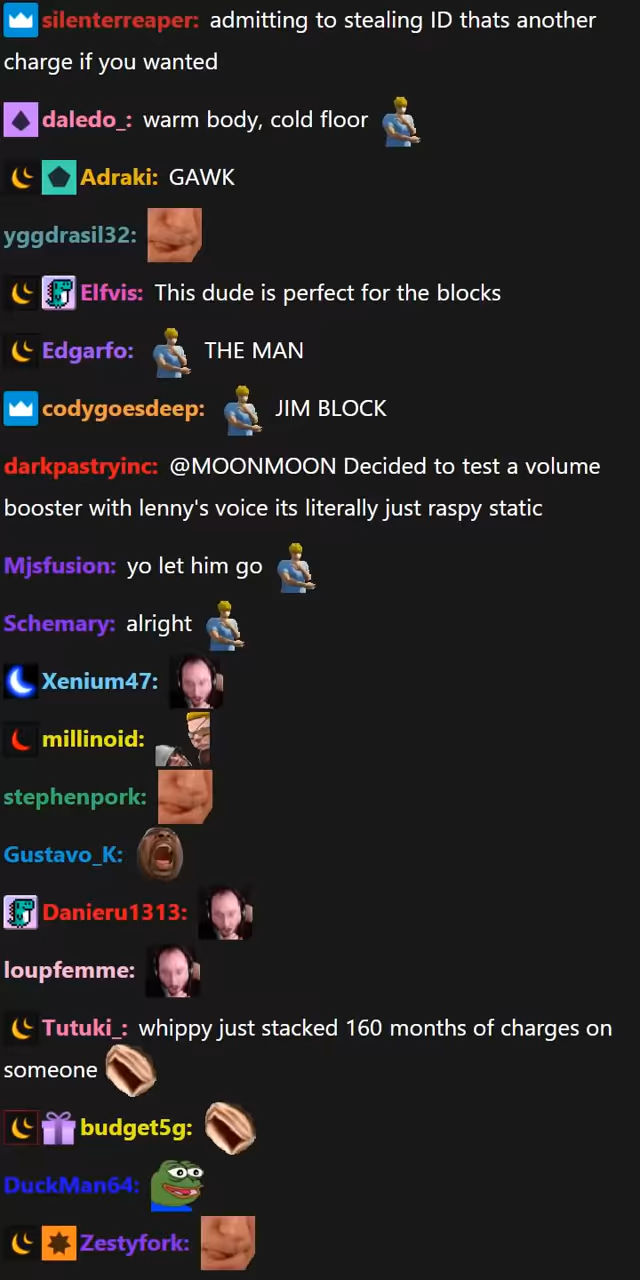 silenterreaper: admitting to stealing ID thats another
charge if you wanted
daledo_: warm body, cold floor
Adraki: GAWK
yggdrasil32:
Elfvis: This dude is perfect for the blocks
Edgarfo: THE MAN
codygoesdeep: JIM BLOCK
darkpastryinc: @MOONMOON Decided to test a volume
booster with lenny's voice its literally just raspy static
Mjsfusion: yo let him go
Schemary: alright
Xenium47:
millinoid:
stephenpork:
Gustavo_K:
Danieru1313:
loupfemme:
Tutuki_: whippy just stacked 160 months of charges on
someone
budget5g:
DuckMan64:
Zestyfork: